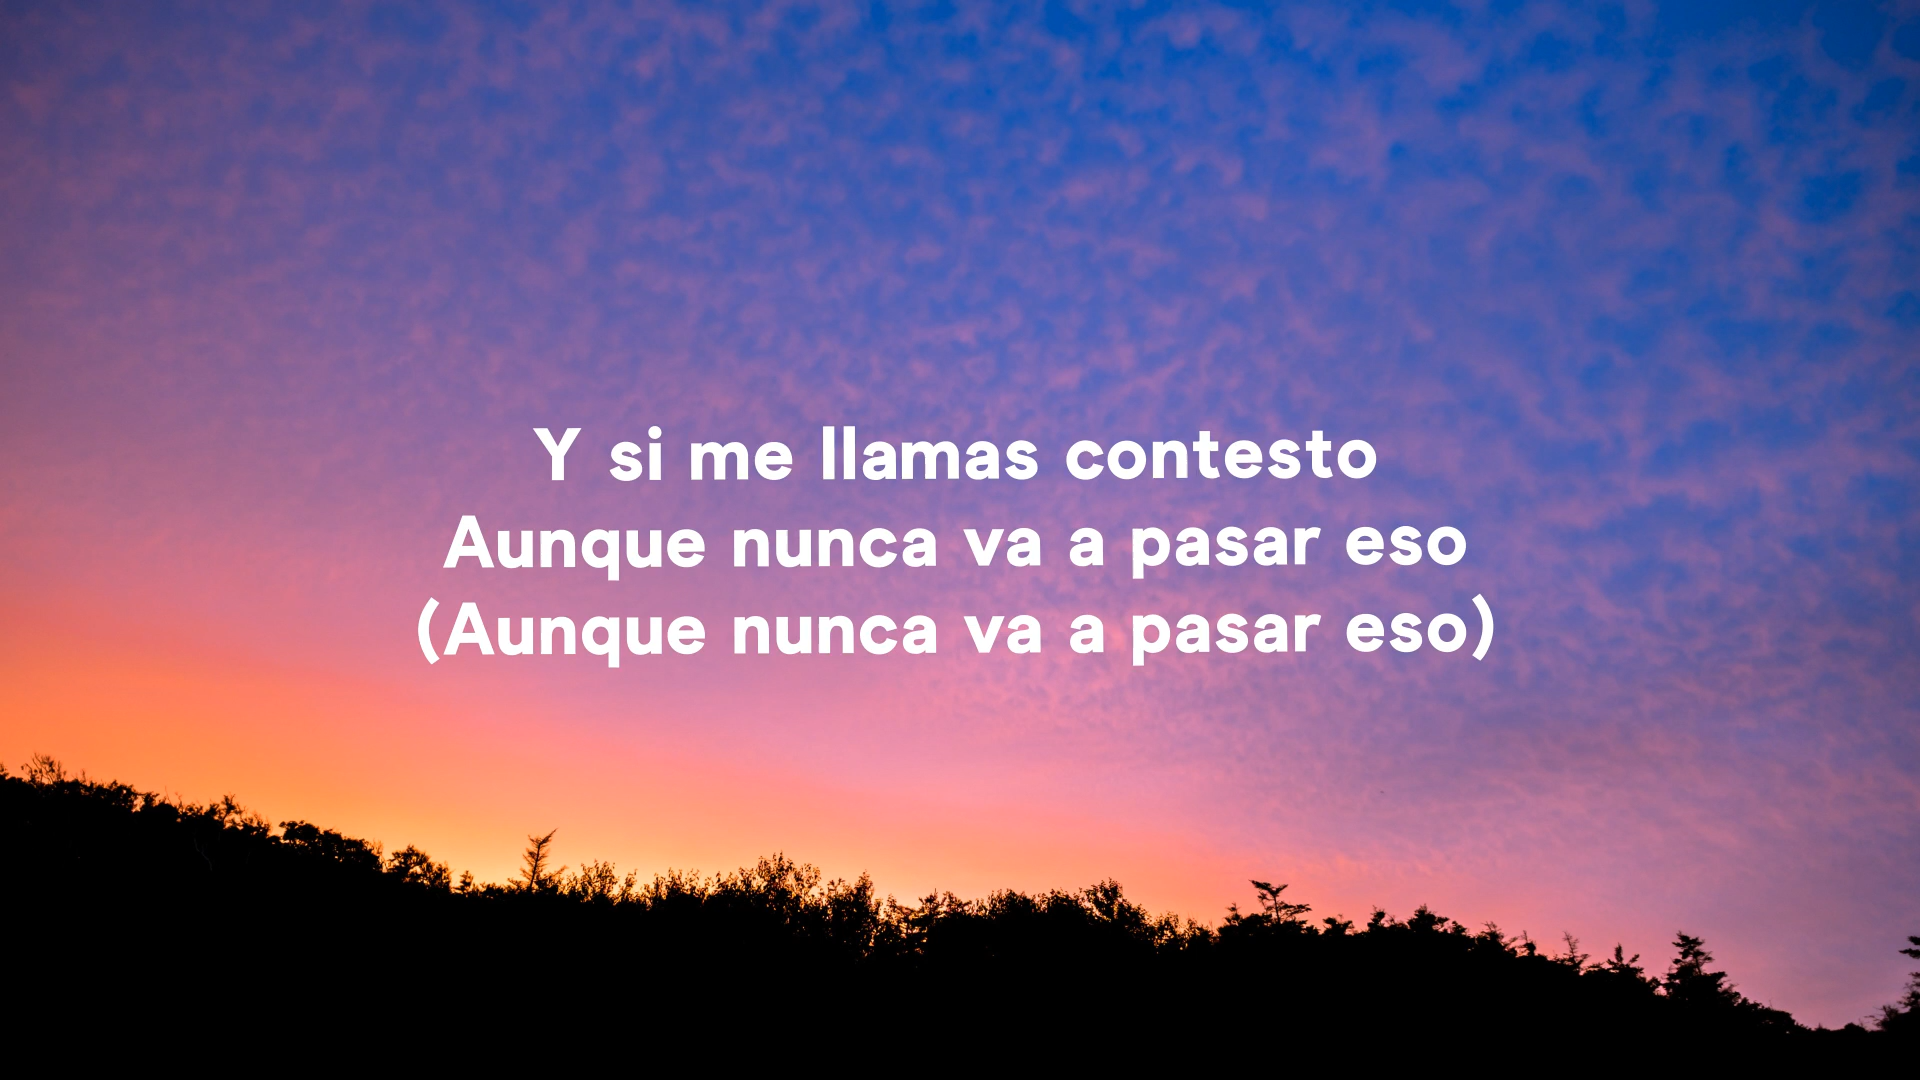 Y si me llamas contesto
Aunque nunca va a pasar eso
(Aunque nunca va a pasar eso)